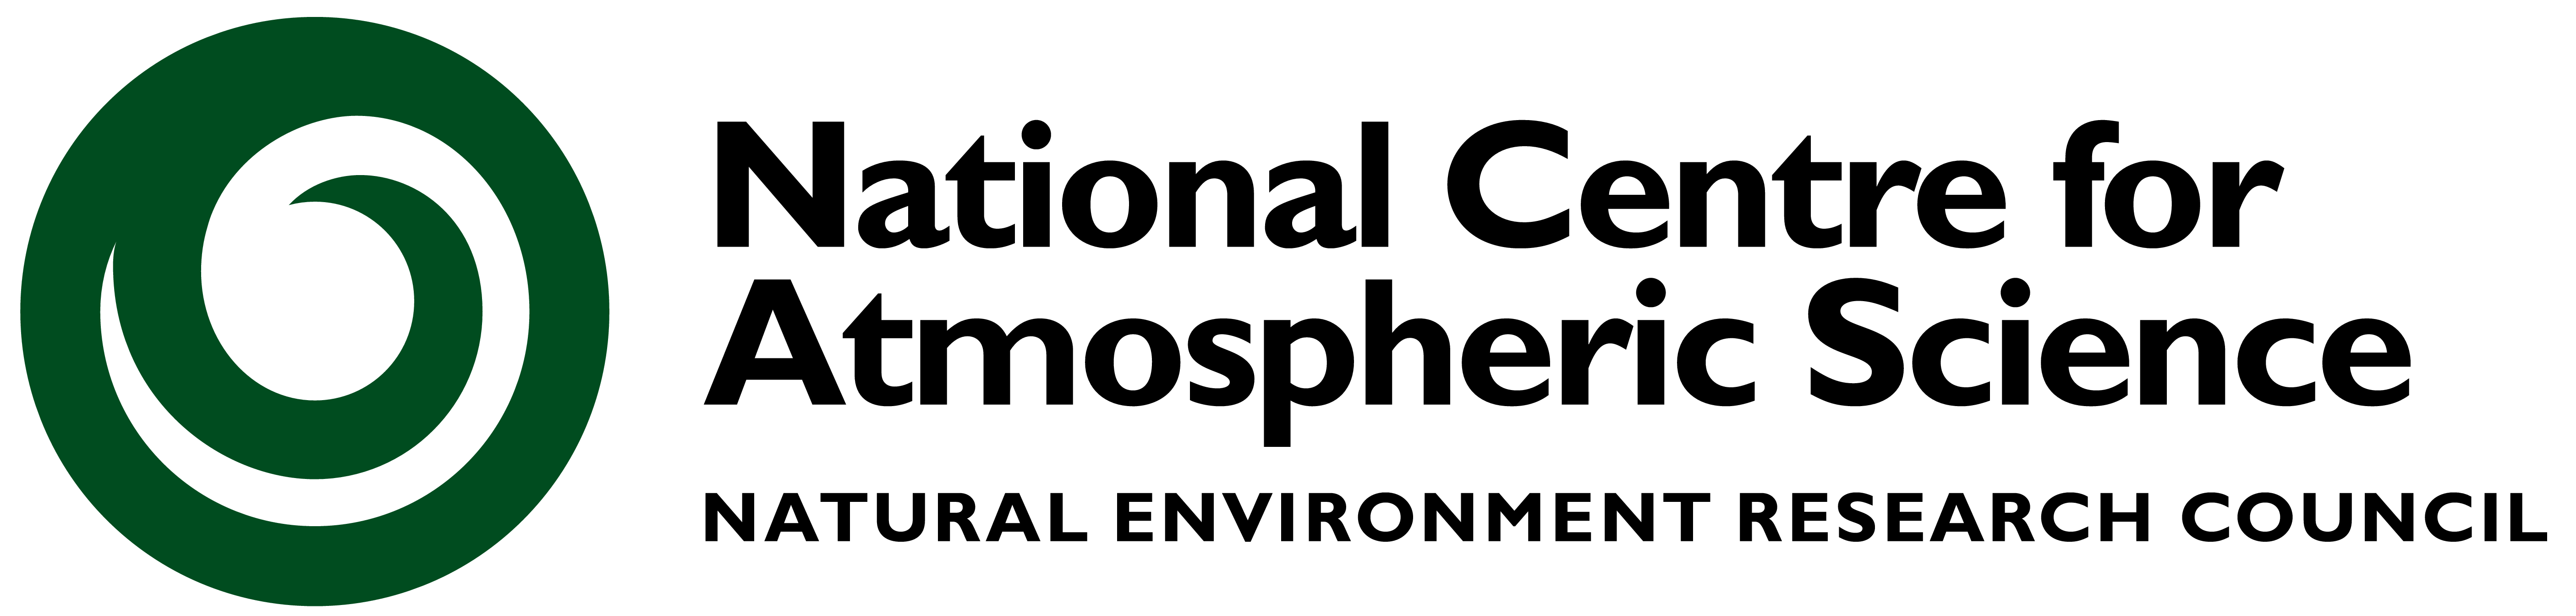 National Centre for
Atmospheric Science
NATURAL ENVIRONMENT RESEARCH COUNCIL